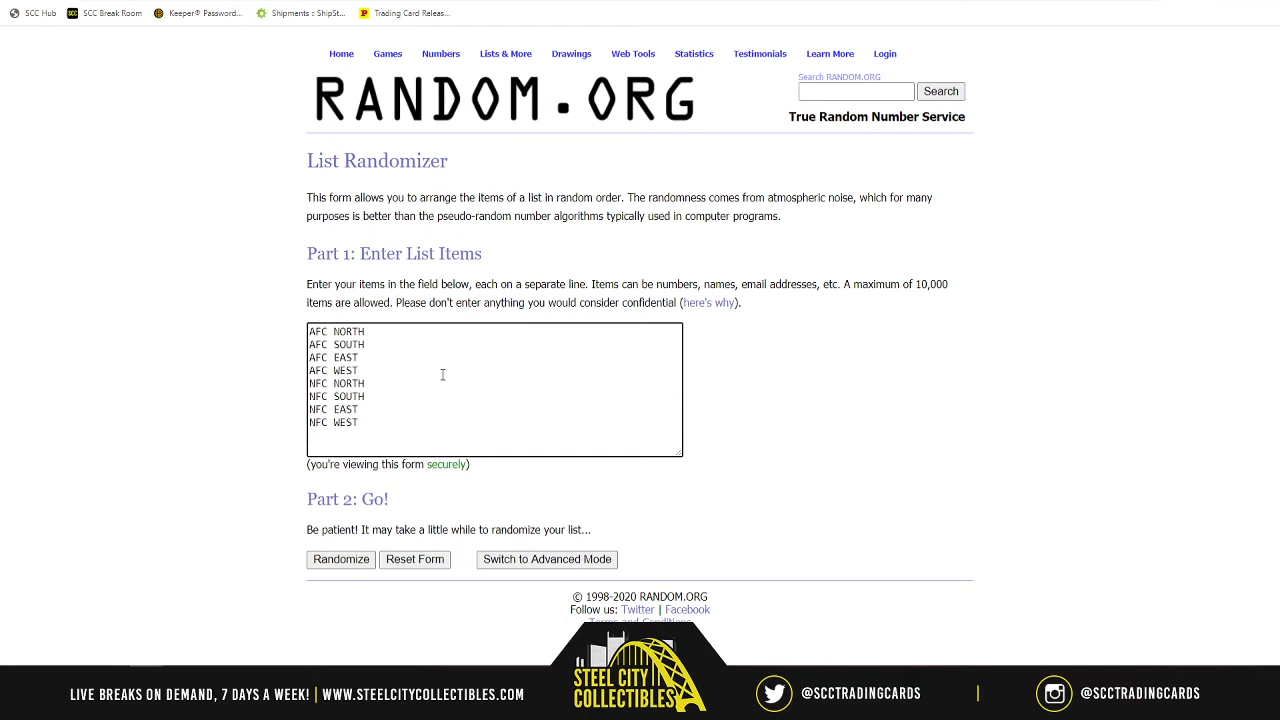 SCC Hub SCC Break Room Keeper® Password... Shipments :: ShipSt... Trading Card Releas...
Home Games Numbers Lists & More Drawings Web Tools Statistics Testimonials Learn More Login
RANDOM.ORG
Search RANDOM.ORG
Search
True Random Number Service
List Randomizer
This form allows you to arrange the items of a list in random order. The randomness comes from atmospheric noise, which for many
purposes is better than the pseudo-random number algorithms typically used in computer programs.
Part 1: Enter List Items
Enter your items in the field below, each on a separate line. Items can be numbers, names, email addresses, etc. A maximum of 10,000
items are allowed. Please don't enter anything you would consider confidential (here's why).
AFC NORTH
AFC SOUTH
AFC EAST
AFC WEST
NFC NORTH
NFC SOUTH
NFC EAST
NFC WEST
(you're viewing this form securely)
Part 2: Go!
Be patient! It may take a little while to randomize your list...
Randomize Reset Form Switch to Advanced Mode
© 1998-2020 RANDOM.ORG
Follow us: Twitter | Facebook
Terms and Conditions
LIVE BREAKS ON DEMAND, 7 DAYS A WEEK! | WWW.STEELCITYCOLLECTIBLES.COM
STEEL CITY
COLLECTIBLES
@SCCTRADINGCARDS | @SCCTRADINGCARDS